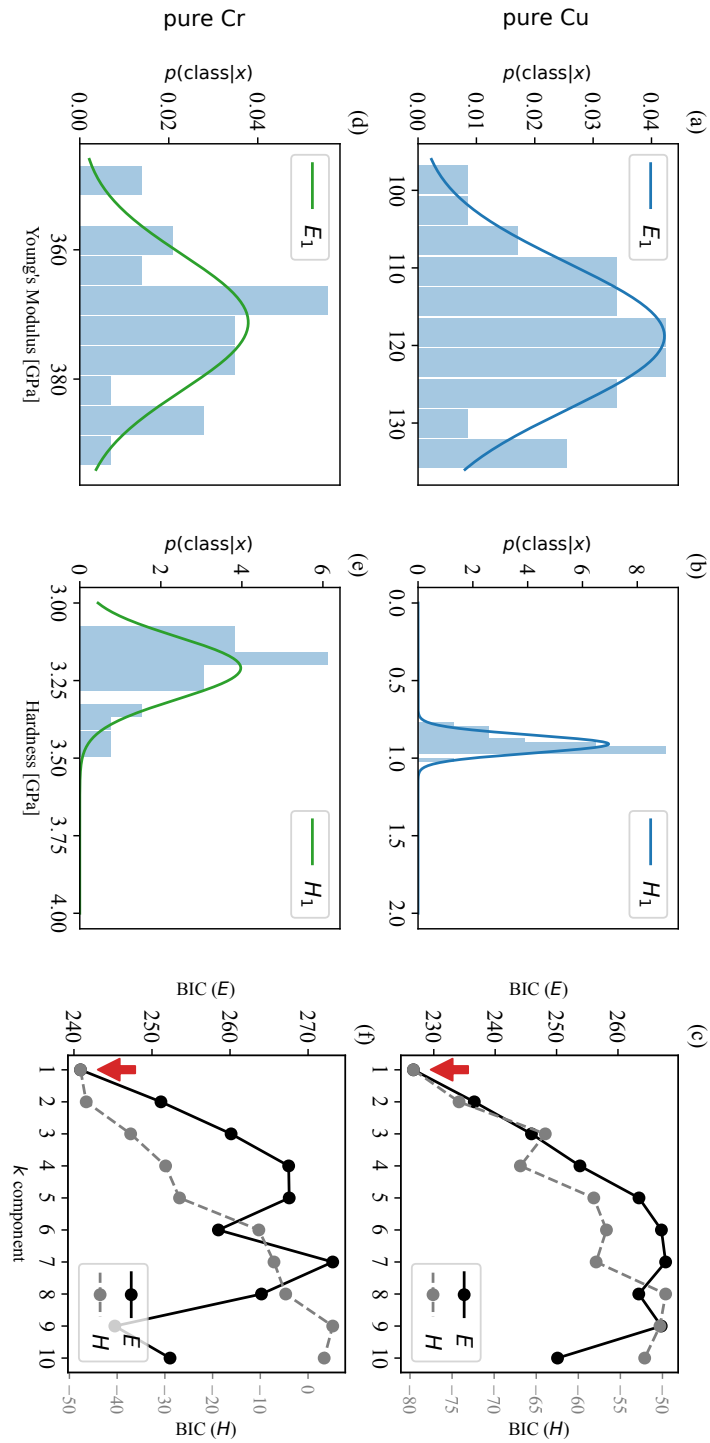 pure Cu
(a)
p(class|x)
0.04
0.03
0.02
0.01
0.00
E1
100
110
120
130
(b)
p(class|x)
8
6
4
2
0
H1
0.0
0.5
1.0
1.5
2.0
(c)
BIC (E)
260
250
240
230
E
H
1
2
3
4
5
6
7
8
9
10
−50
−55
−60
−65
−70
−75
−80
BIC (H)
pure Cr
(d)
p(class|x)
0.04
0.02
0.00
E1
360
380
Young's Modulus [GPa]
(e)
p(class|x)
6
4
2
0
H1
3.00
3.25
3.50
3.75
4.00
Hardness [GPa]
(f)
BIC (E)
270
260
250
240
E
H
1
2
3
4
5
6
7
8
9
10
k component
0
−10
−20
−30
−40
−50
BIC (H)